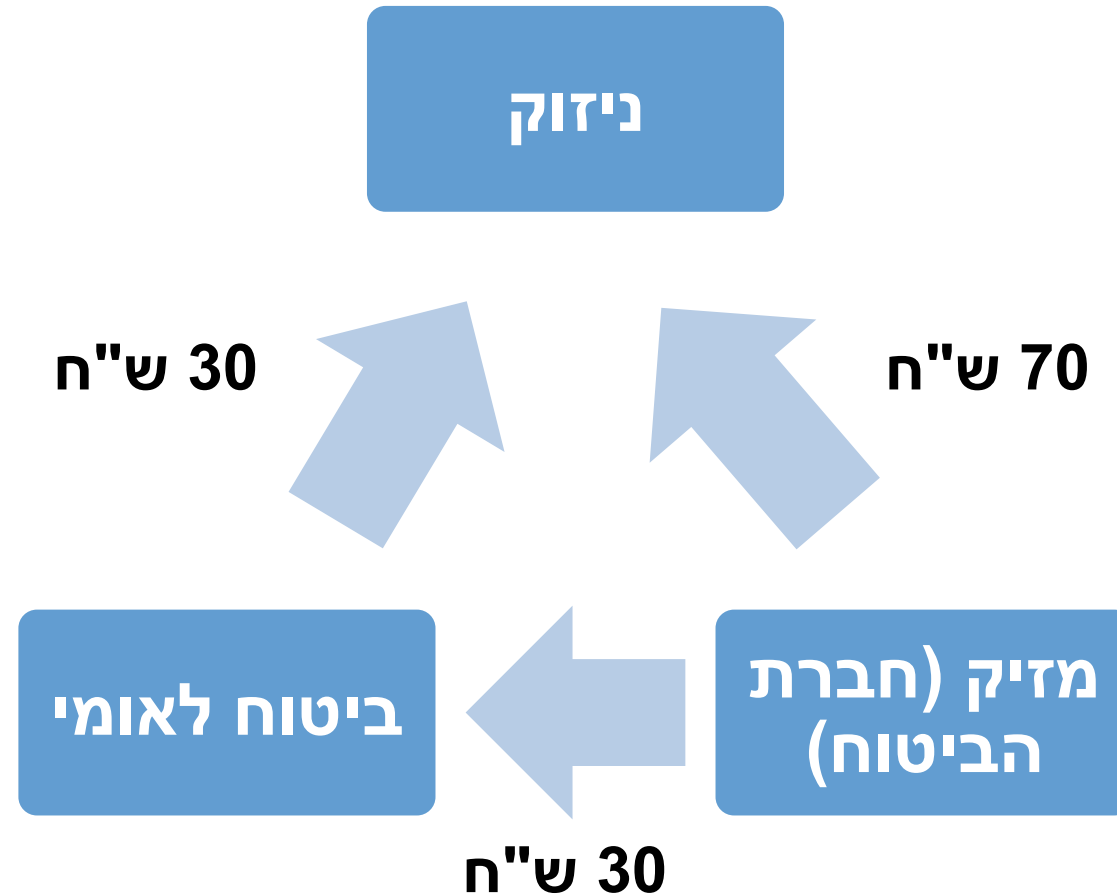 ניזוק
70 ש"ח
30 ש"ח
מזיק (חברת
הביטוח)
ביטוח לאומי
30 ש"ח